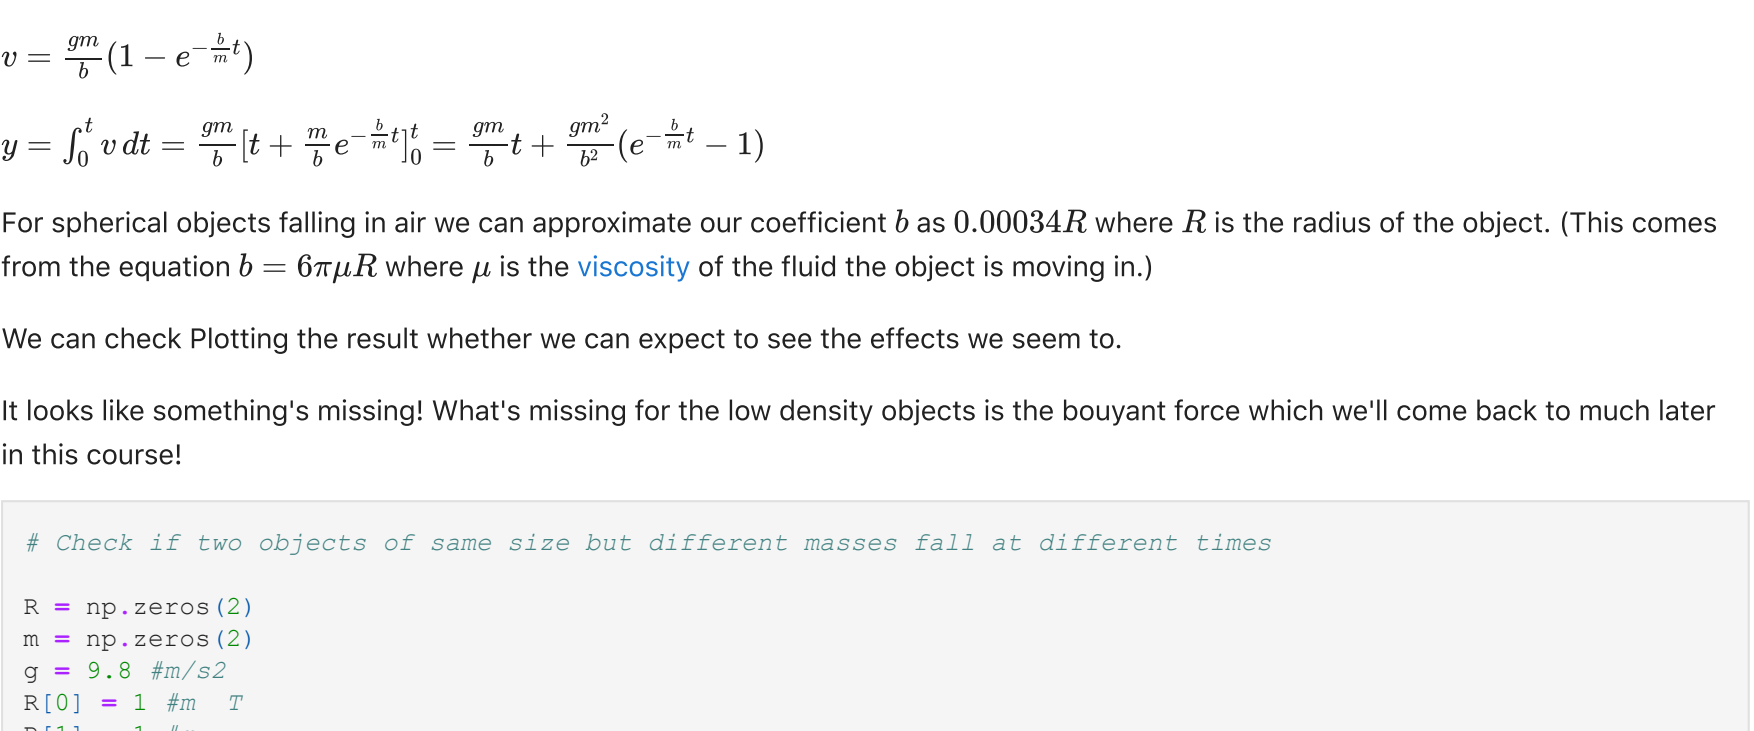 v = gm/b (1 − e^{−b/m t})
y = ∫₀ᵗ v dt = gm/b [t + m/b e^{−b/m t}]₀ᵗ = gm/b t + gm²/b² (e^{−b/m t} − 1)
For spherical objects falling in air we can approximate our coefficient b as 0.00034R where R is the radius of the object. (This comes
from the equation b = 6πμR where μ is the viscosity of the fluid the object is moving in.)
We can check Plotting the result whether we can expect to see the effects we seem to.
It looks like something's missing! What's missing for the low density objects is the bouyant force which we'll come back to much later
in this course!
# Check if two objects of same size but different masses fall at different times
R = np.zeros(2)
m = np.zeros(2)
g = 9.8 #m/s2
R[0] = 1 #m  T